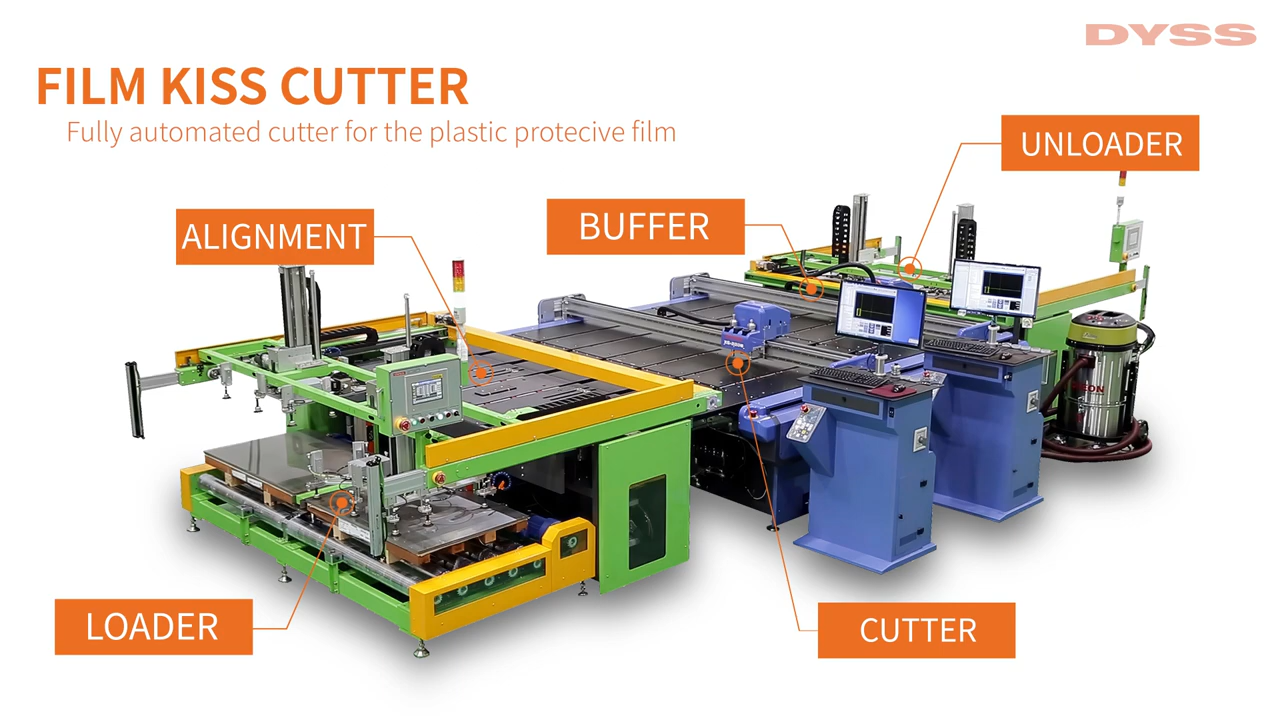 DYSS
FILM KISS CUTTER
Fully automated cutter for the plastic protecive film
UNLOADER
ALIGNMENT
BUFFER
LOADER
CUTTER